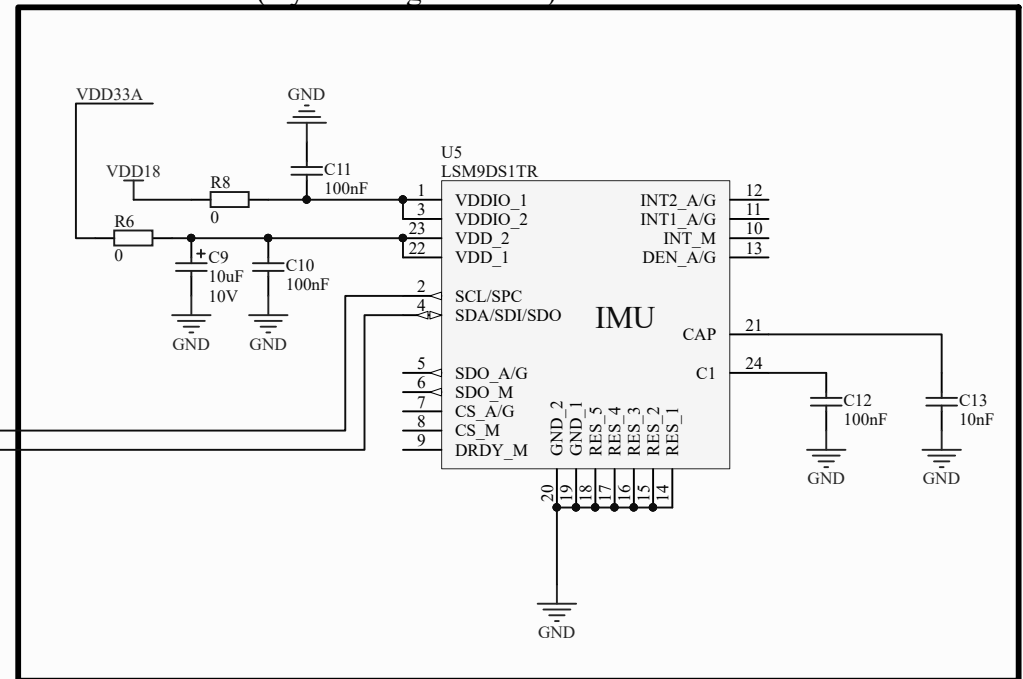 VDD33A
GND
VDD18
R8
0
C11
100nF
R6
0
+
C9
10uF
10V
GND
C10
100nF
GND
U5
LSM9DS1TR
1 VDDIO_1
3 VDDIO_2
23 VDD_2
22 VDD_1
2 SCL/SPC
4 SDA/SDI/SDO
5 SDO_A/G
6 SDO_M
7 CS_A/G
8 CS_M
9 DRDY_M
IMU
INT2_A/G 12
INT1_A/G 11
INT_M 10
DEN_A/G 13
CAP 21
C1 24
GND_2 20
GND_1 19
RES_5 18
RES_4 17
RES_3 16
RES_2 15
RES_1 14
GND
C12
100nF
GND
C13
10nF
GND